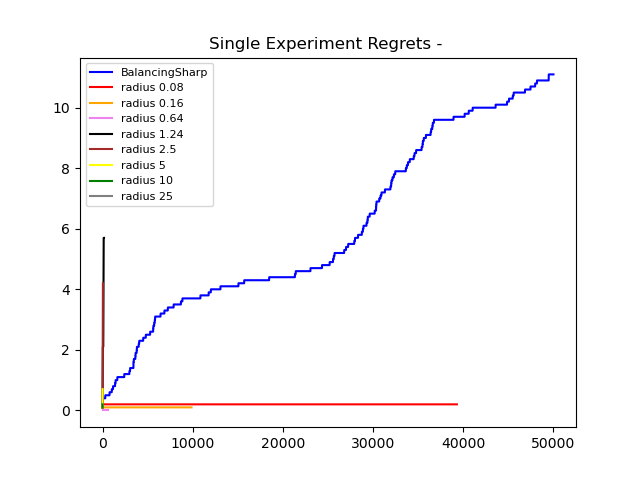 Single Experiment Regrets -
BalancingSharp
radius 0.08
radius 0.16
radius 0.64
radius 1.24
radius 2.5
radius 5
radius 10
radius 25
10
8
6
4
2
0
0 10000 20000 30000 40000 50000